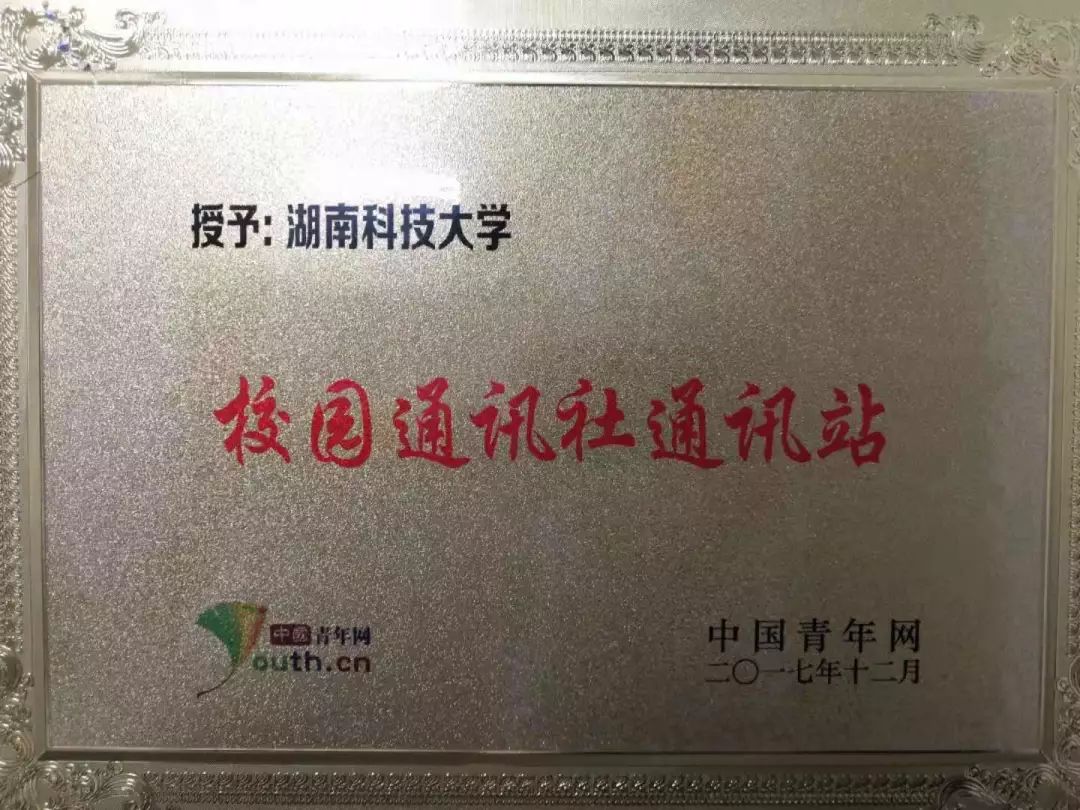 授予: 湖南科技大学
校园通讯社通讯站
中國青年网
Youth.cn
中国青年网
二〇一七年十二月